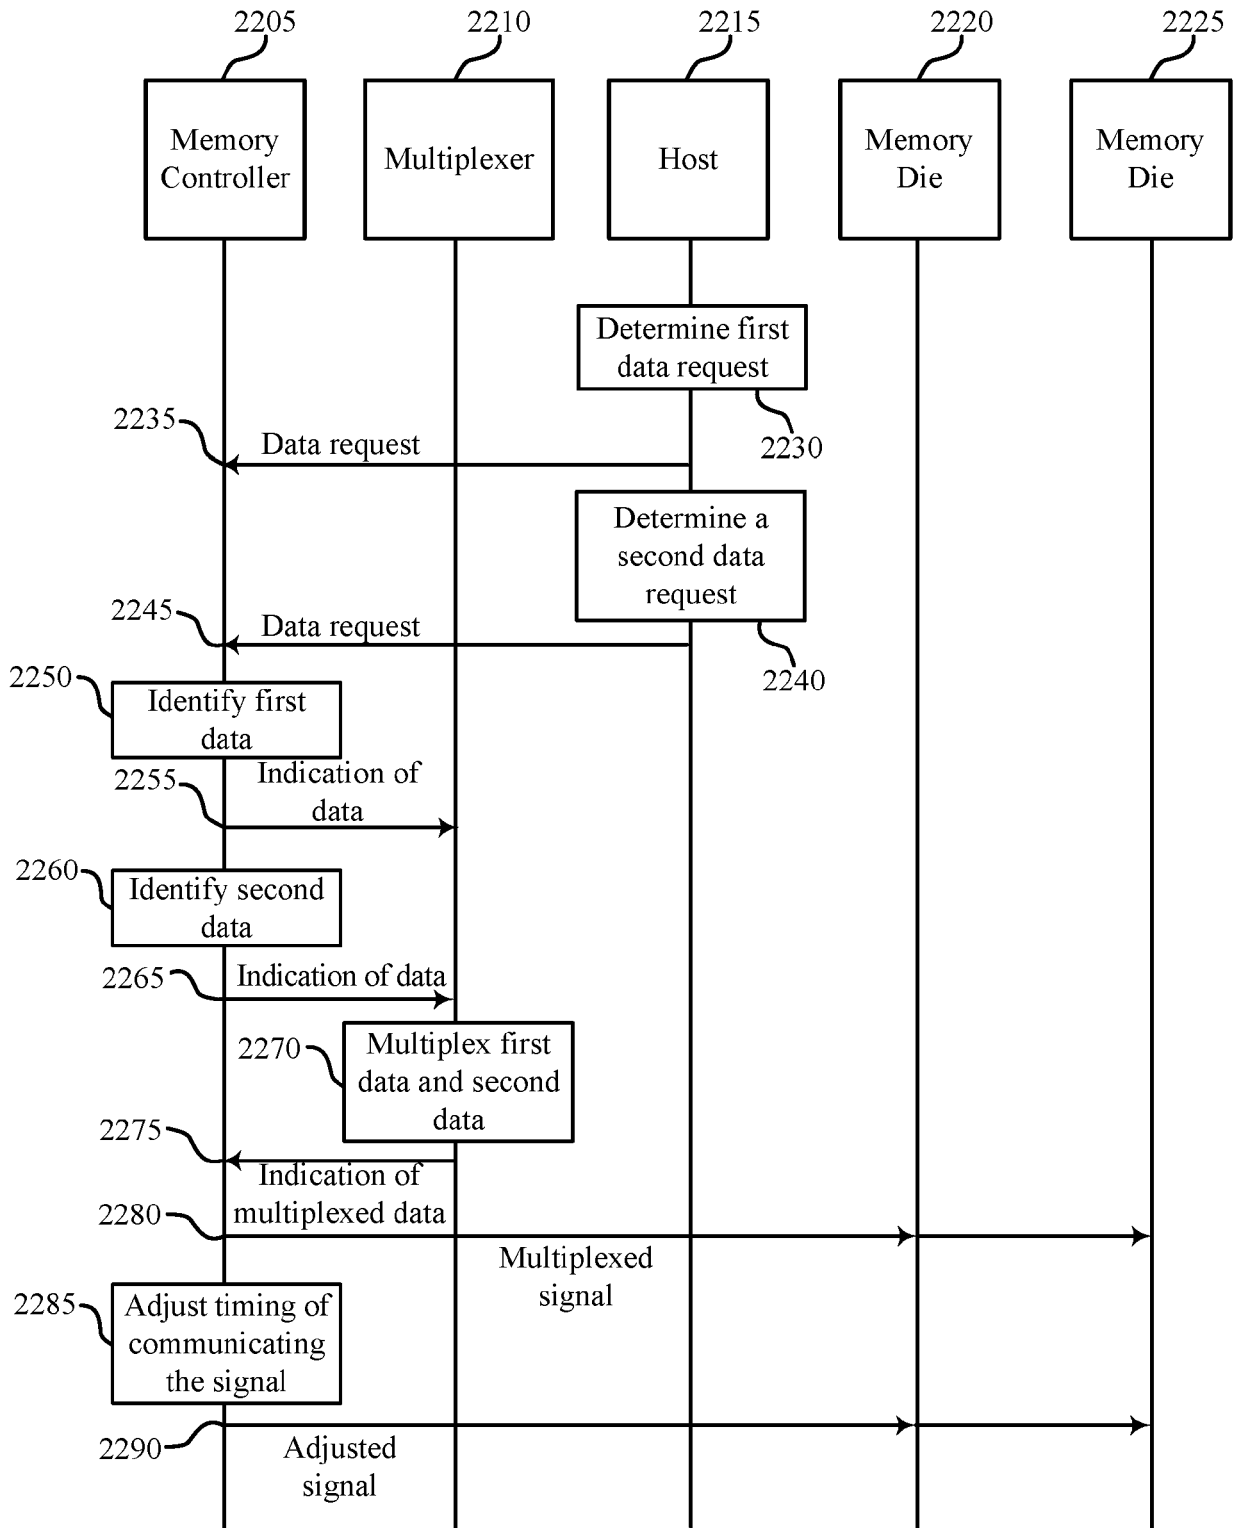 2205
2210
2215
2220
2225
Memory
Controller
Multiplexer
Host
Memory
Die
Memory
Die
Determine first
data request
2230
2235
Data request
Determine a
second data
request
2240
2245
Data request
2250
Identify first
data
2255
Indication of
data
2260
Identify second
data
2265
Indication of data
2270
Multiplex first
data and second
data
2275
Indication of
multiplexed data
2280
Multiplexed
signal
2285
Adjust timing of
communicating
the signal
2290
Adjusted
signal